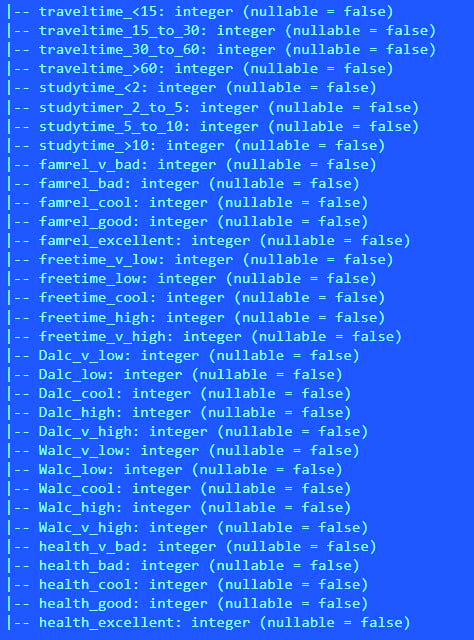 |-- traveltime_<15: integer (nullable = false)
|-- traveltime_15_to_30: integer (nullable = false)
|-- traveltime_30_to_60: integer (nullable = false)
|-- traveltime_>60: integer (nullable = false)
|-- studytime_<2: integer (nullable = false)
|-- studytimer_2_to_5: integer (nullable = false)
|-- studytime_5_to_10: integer (nullable = false)
|-- studytime_>10: integer (nullable = false)
|-- famrel_v_bad: integer (nullable = false)
|-- famrel_bad: integer (nullable = false)
|-- famrel_cool: integer (nullable = false)
|-- famrel_good: integer (nullable = false)
|-- famrel_excellent: integer (nullable = false)
|-- freetime_v_low: integer (nullable = false)
|-- freetime_low: integer (nullable = false)
|-- freetime_cool: integer (nullable = false)
|-- freetime_high: integer (nullable = false)
|-- freetime_v_high: integer (nullable = false)
|-- Dalc_v_low: integer (nullable = false)
|-- Dalc_low: integer (nullable = false)
|-- Dalc_cool: integer (nullable = false)
|-- Dalc_high: integer (nullable = false)
|-- Dalc_v_high: integer (nullable = false)
|-- Walc_v_low: integer (nullable = false)
|-- Walc_low: integer (nullable = false)
|-- Walc_cool: integer (nullable = false)
|-- Walc_high: integer (nullable = false)
|-- Walc_v_high: integer (nullable = false)
|-- health_v_bad: integer (nullable = false)
|-- health_bad: integer (nullable = false)
|-- health_cool: integer (nullable = false)
|-- health_good: integer (nullable = false)
|-- health_excellent: integer (nullable = false)